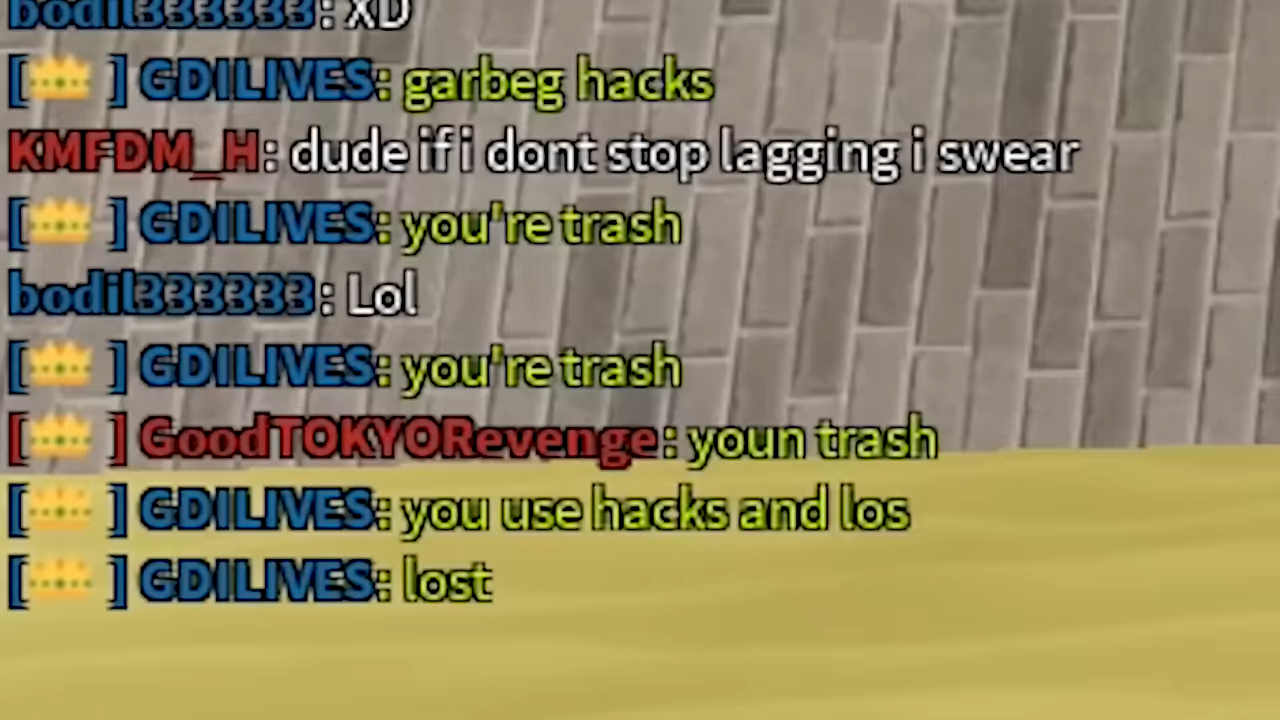 bodil333333: XD
[👑 ] GDILIVES: garbeg hacks
KMFDM_H: dude if i dont stop lagging i swear
[👑 ] GDILIVES: you're trash
bodil333333: Lol
[👑 ] GDILIVES: you're trash
[👑 ] GoodTOKYORevenge: youn trash
[👑 ] GDILIVES: you use hacks and los
[👑 ] GDILIVES: lost